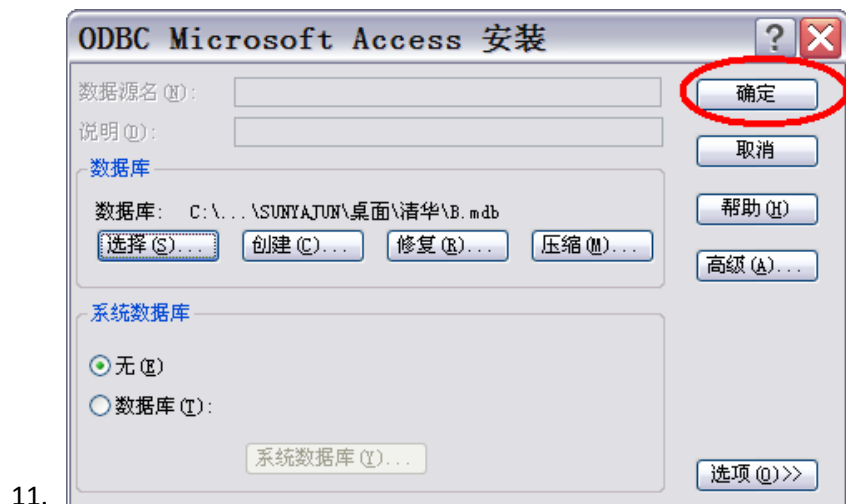 ODBC Microsoft Access 安装
数据源名(N):
确定
说明(D):
取消
数据库
数据库: C:\...\SUNYAJUN\桌面\清华\B.mdb
帮助(H)
选择(S)... 创建(C)... 修复(R)... 压缩(M)...
高级(A)...
系统数据库
无(E)
数据库(T):
系统数据库(Y)...
选项(O)>>
11.